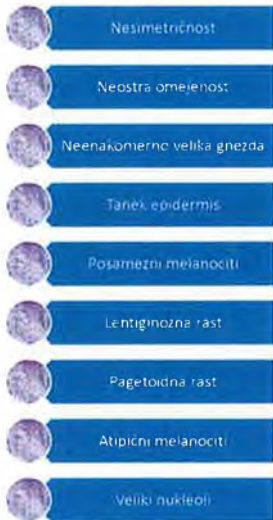 Nesimetričnost
Neostra omejenost
Neenakomerno velika gnezda
Tanek epidermis
Posamezni melanociti
Lentiginozna rast
Pagetoidna rast
Atipični melanociti
Veliki nukleoli